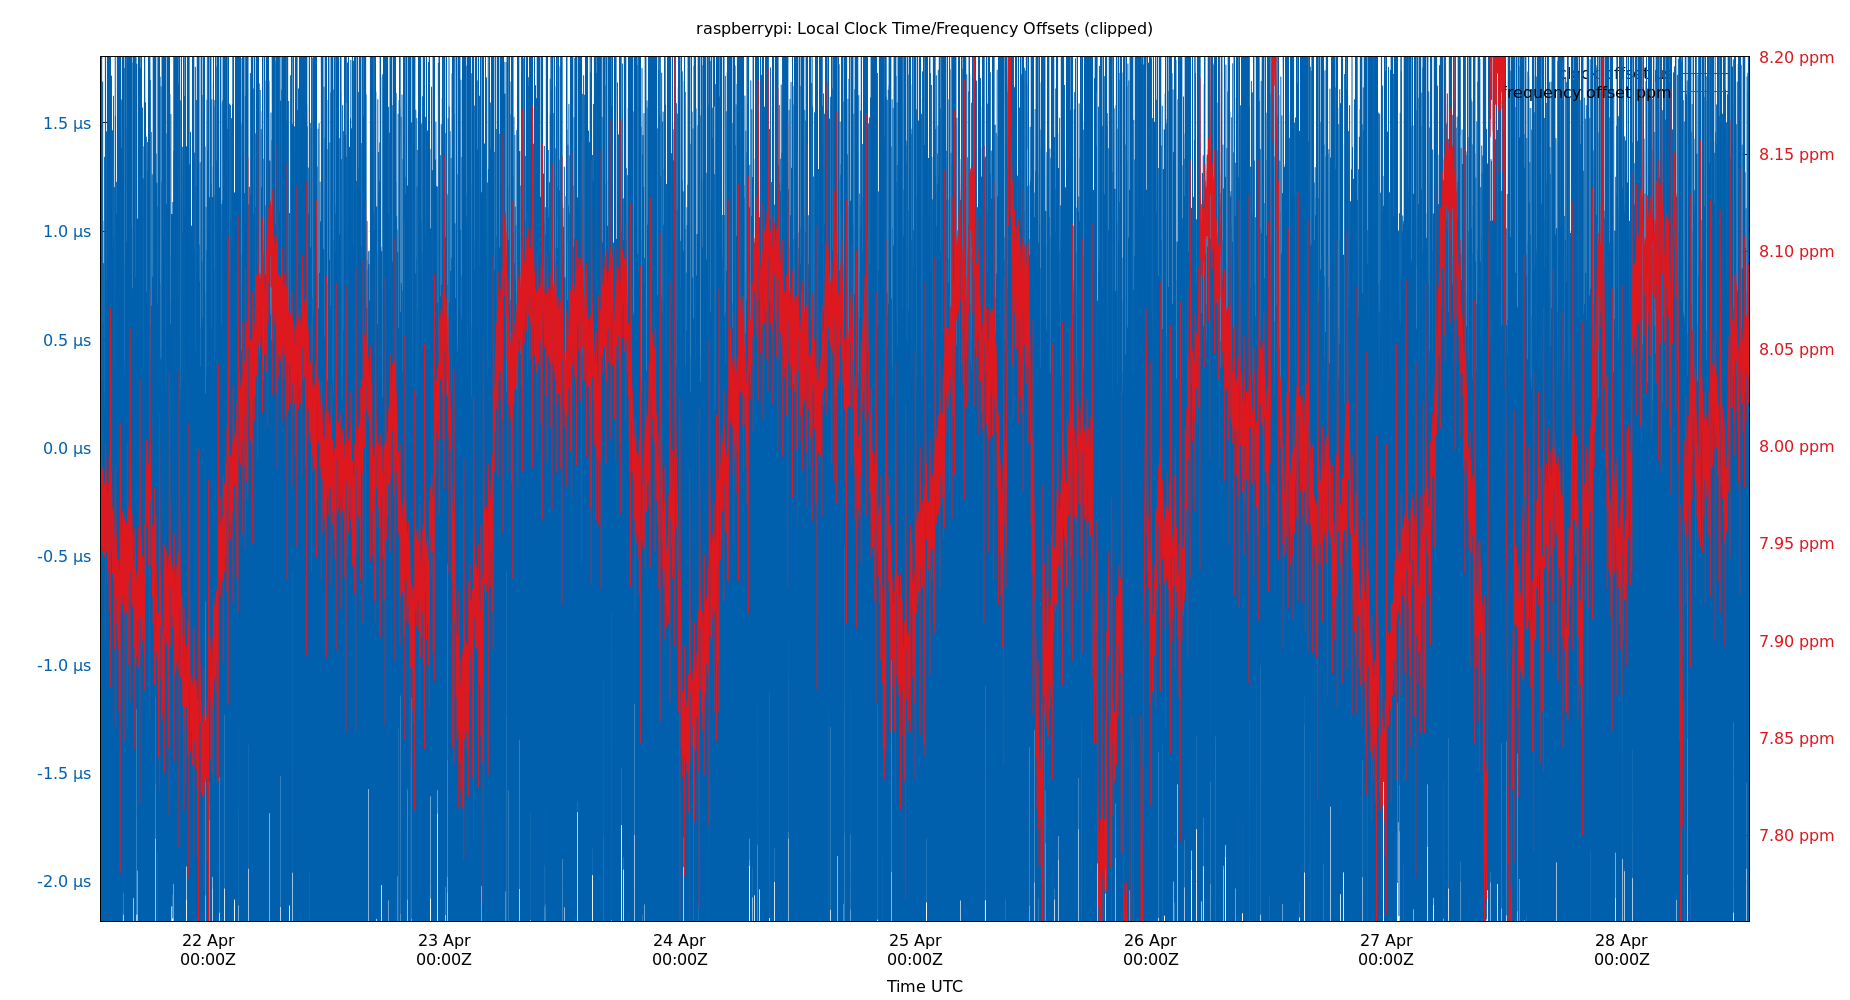 raspberrypi: Local Clock Time/Frequency Offsets (clipped)
8.20 ppm
clock offset
frequency offset ppm
1.5 µs
8.15 ppm
1.0 µs
8.10 ppm
0.5 µs
8.05 ppm
0.0 µs
8.00 ppm
-0.5 µs
7.95 ppm
-1.0 µs
7.90 ppm
-1.5 µs
7.85 ppm
-2.0 µs
7.80 ppm
22 Apr 23 Apr 24 Apr 25 Apr 26 Apr 27 Apr 28 Apr
00:00Z 00:00Z 00:00Z 00:00Z 00:00Z 00:00Z 00:00Z
Time UTC